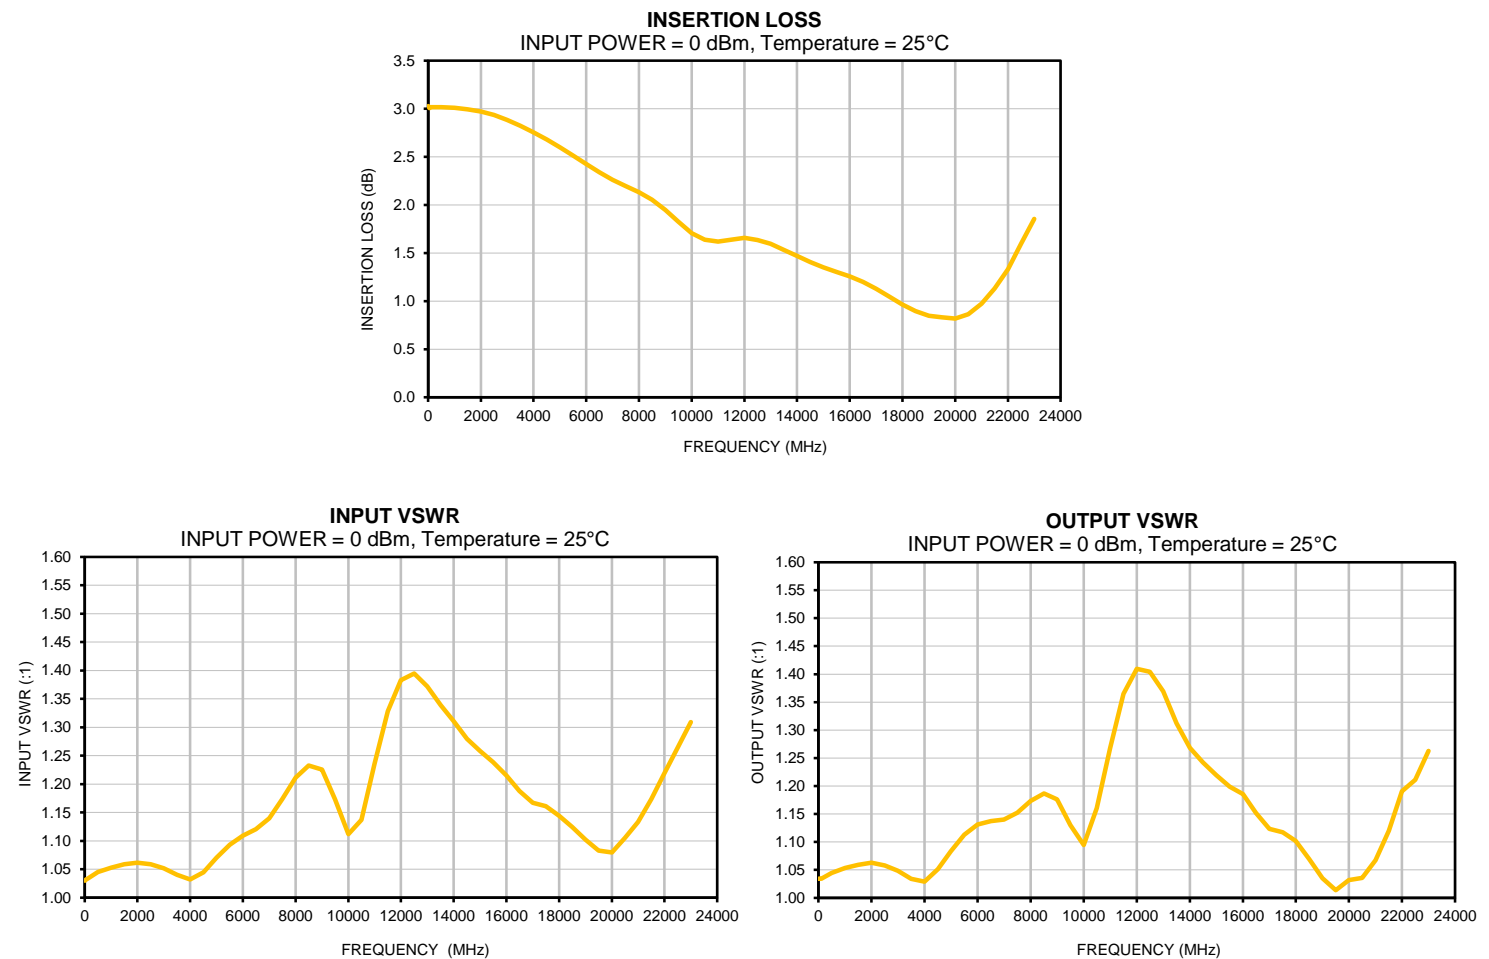 INSERTION LOSS
INPUT POWER = 0 dBm, Temperature = 25°C
3.5
3.0
2.5
2.0
1.5
1.0
0.5
0.0
INSERTION LOSS (dB)
0 2000 4000 6000 8000 10000 12000 14000 16000 18000 20000 22000 24000
FREQUENCY (MHz)
INPUT VSWR
INPUT POWER = 0 dBm, Temperature = 25°C
1.60
1.55
1.50
1.45
1.40
1.35
1.30
1.25
1.20
1.15
1.10
1.05
1.00
INPUT VSWR (:1)
0 2000 4000 6000 8000 10000 12000 14000 16000 18000 20000 22000 24000
FREQUENCY (MHz)
OUTPUT VSWR
INPUT POWER = 0 dBm, Temperature = 25°C
1.60
1.55
1.50
1.45
1.40
1.35
1.30
1.25
1.20
1.15
1.10
1.05
1.00
OUTPUT VSWR (:1)
0 2000 4000 6000 8000 10000 12000 14000 16000 18000 20000 22000 24000
FREQUENCY (MHz)